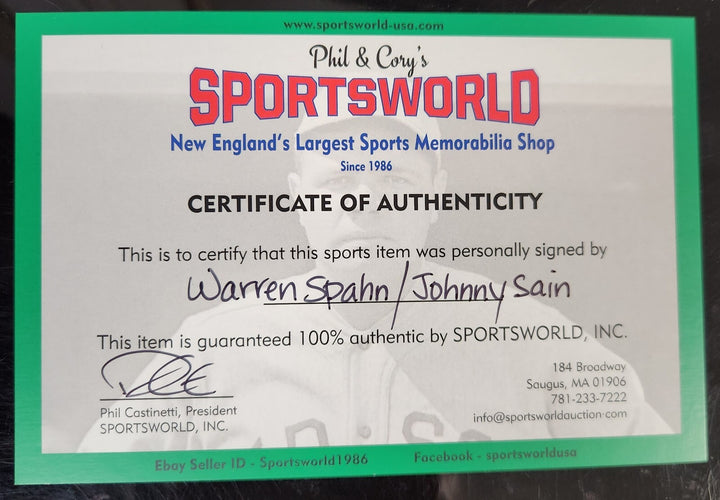 www.sportsworld-usa.com
Phil & Cory's
SPORTSWORLD
New England's Largest Sports Memorabilia Shop
Since 1986
CERTIFICATE OF AUTHENTICITY
This is to certify that this sports item was personally signed by
Warren Spahn/Johnny Sain
This item is guaranteed 100% authentic by SPORTSWORLD, INC.
Phil Castinetti, President
SPORTSWORLD, INC.
184 Broadway
Saugus, MA 01906
781-233-7222
info@sportsworldauction.com
Ebay Seller ID - Sportsworld1986
Facebook - sportsworldusa